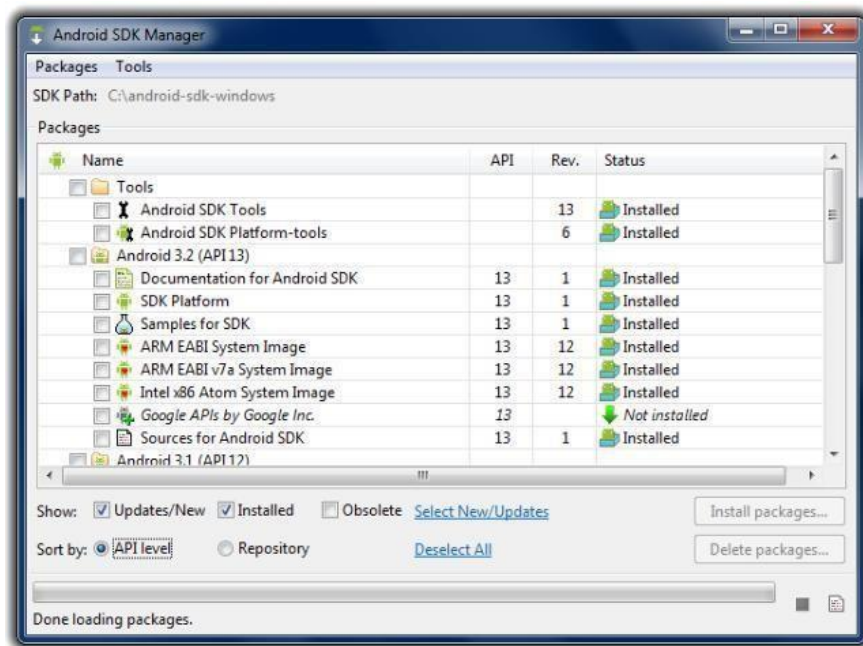 Android SDK Manager
Packages Tools
SDK Path: C:\android-sdk-windows
Packages
Name API Rev. Status
Tools
Android SDK Tools 13 Installed
Android SDK Platform-tools 6 Installed
Android 3.2 (API 13)
Documentation for Android SDK 13 1 Installed
SDK Platform 13 1 Installed
Samples for SDK 13 1 Installed
ARM EABI System Image 13 12 Installed
ARM EABI v7a System Image 13 12 Installed
Intel x86 Atom System Image 13 12 Installed
Google APIs by Google Inc. 13 Not installed
Sources for Android SDK 13 1 Installed
Android 3.1 (API 12)
Show: Updates/New Installed Obsolete Select New/Updates Install packages...
Sort by: API level Repository Deselect All Delete packages...
Done loading packages.